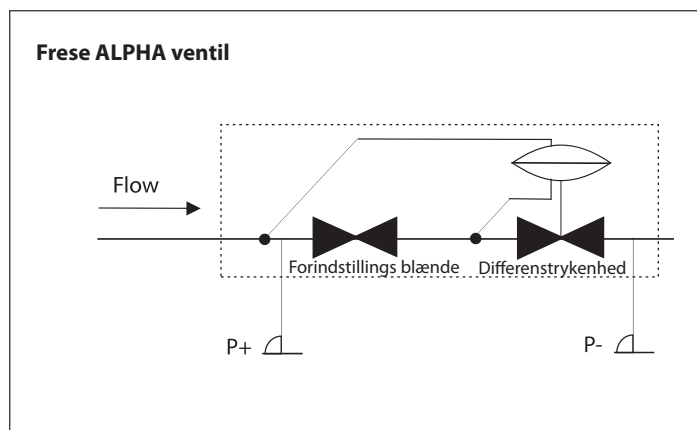 Frese ALPHA ventil
Flow
Forindstillings blænde
Differenstrykenhed
P+
P-